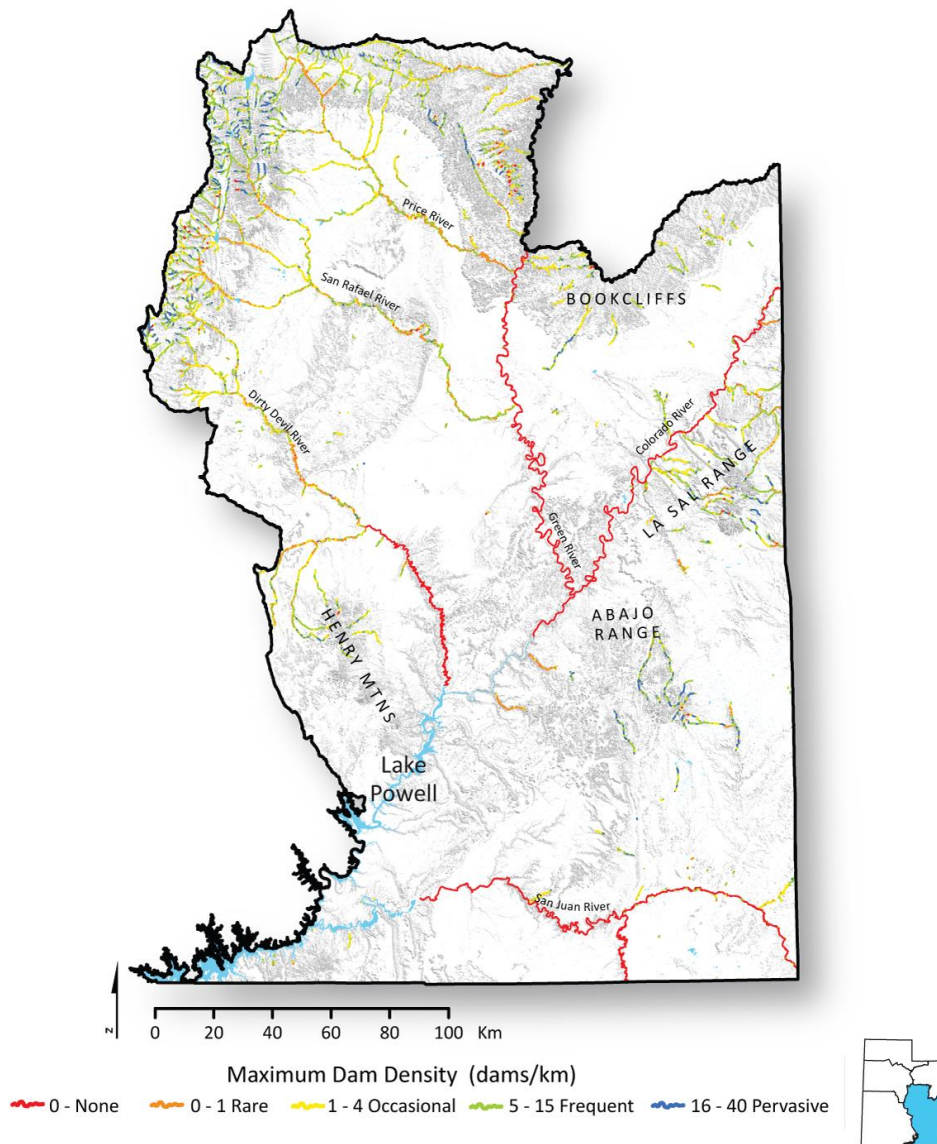 Price River
BOOKCLIFFS
San Rafael River
Dirty Devil River
Colorado River
LA SAL RANGE
Green River
ABAJO
RANGE
HENRY MTNS
Lake
Powell
San Juan River
N
0 20 40 60 80 100 Km
Maximum Dam Density (dams/km)
0 - None 0 - 1 Rare 1 - 4 Occasional 5 - 15 Frequent 16 - 40 Pervasive